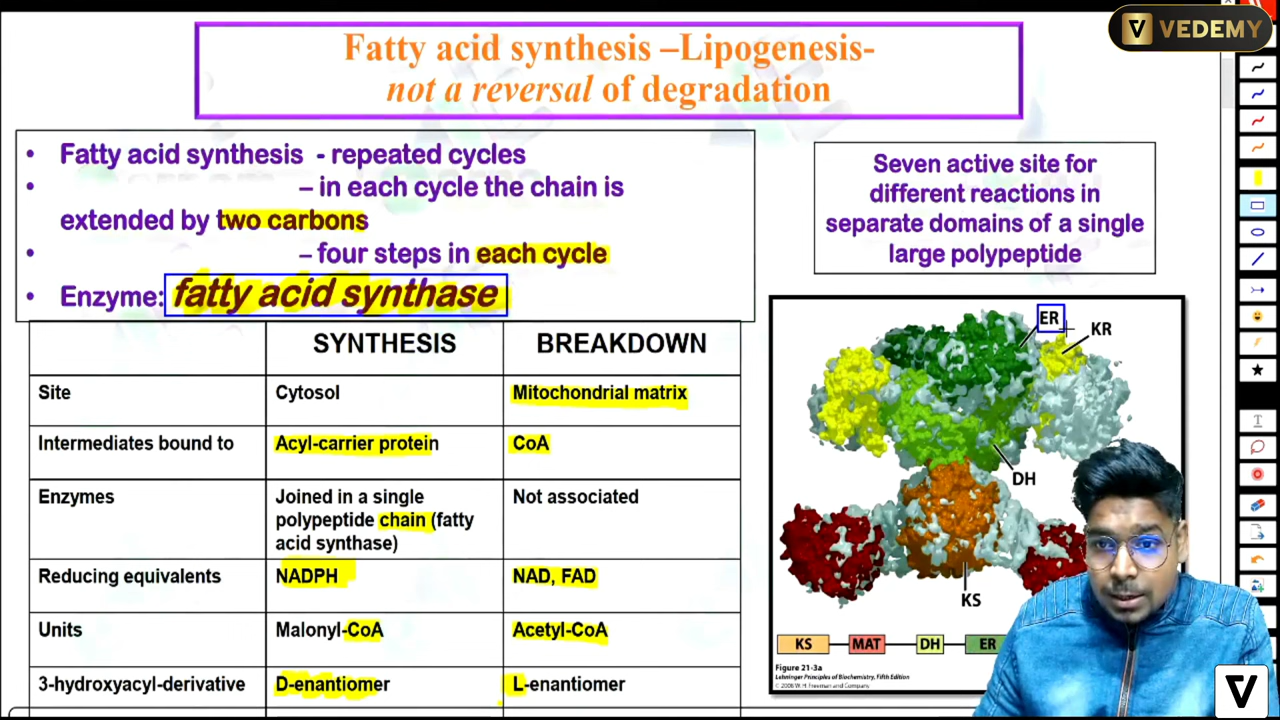 VEDEMY
Fatty acid synthesis –Lipogenesis-
not a reversal of degradation
• Fatty acid synthesis - repeated cycles
• – in each cycle the chain is
extended by two carbons
• – four steps in each cycle
• Enzyme: fatty acid synthase
Seven active site for
different reactions in
separate domains of a single
large polypeptide
SYNTHESIS BREAKDOWN
Site Cytosol Mitochondrial matrix
Intermediates bound to Acyl-carrier protein CoA
Enzymes Joined in a single Not associated
polypeptide chain (fatty
acid synthase)
Reducing equivalents NADPH NAD, FAD
Units Malonyl-CoA Acetyl-CoA
3-hydroxyacyl-derivative D-enantiomer L-enantiomer
ER
KR
DH
KS
KS MAT DH ER
Figure 21-3a
Lehninger Principles of Biochemistry, Fifth Edition
© 2008 W. H. Freeman and Company
T
V